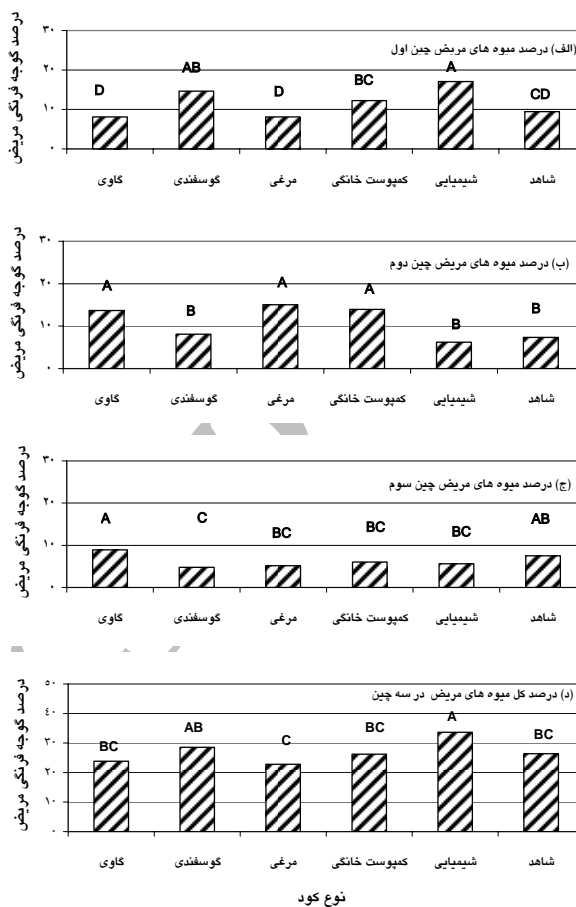 (الف) درصد میوه های مریض چین اول
درصد گوجه فرنگی مریض
۳۰
۲۰
۱۰
۰
D
AB
D
BC
A
CD
گاوی
گوسفندی
مرغی
کمپوست خانگی
شیمیایی
شاهد
(ب) درصد میوه های مریض چین دوم
درصد گوجه فرنگی مریض
۳۰
۲۰
۱۰
۰
A
B
A
A
B
B
گاوی
گوسفندی
مرغی
کمپوست خانگی
شیمیایی
شاهد
(ج) درصد میوه های مریض چین سوم
درصد گوجه فرنگی مریض
۳۰
۲۰
۱۰
۰
A
C
BC
BC
BC
AB
گاوی
گوسفندی
مرغی
کمپوست خانگی
شیمیایی
شاهد
(د) درصد کل میوه های مریض در سه چین
درصد گوجه فرنگی مریض
۵۰
۴۰
۳۰
۲۰
۱۰
۰
BC
AB
C
BC
A
BC
گاوی
گوسفندی
مرغی
کمپوست خانگی
شیمیایی
شاهد
نوع کود